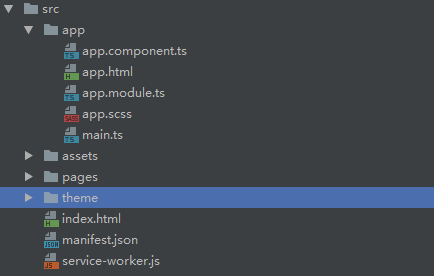 src
app
app.component.ts
app.html
app.module.ts
app.scss
main.ts
assets
pages
theme
index.html
manifest.json
service-worker.js